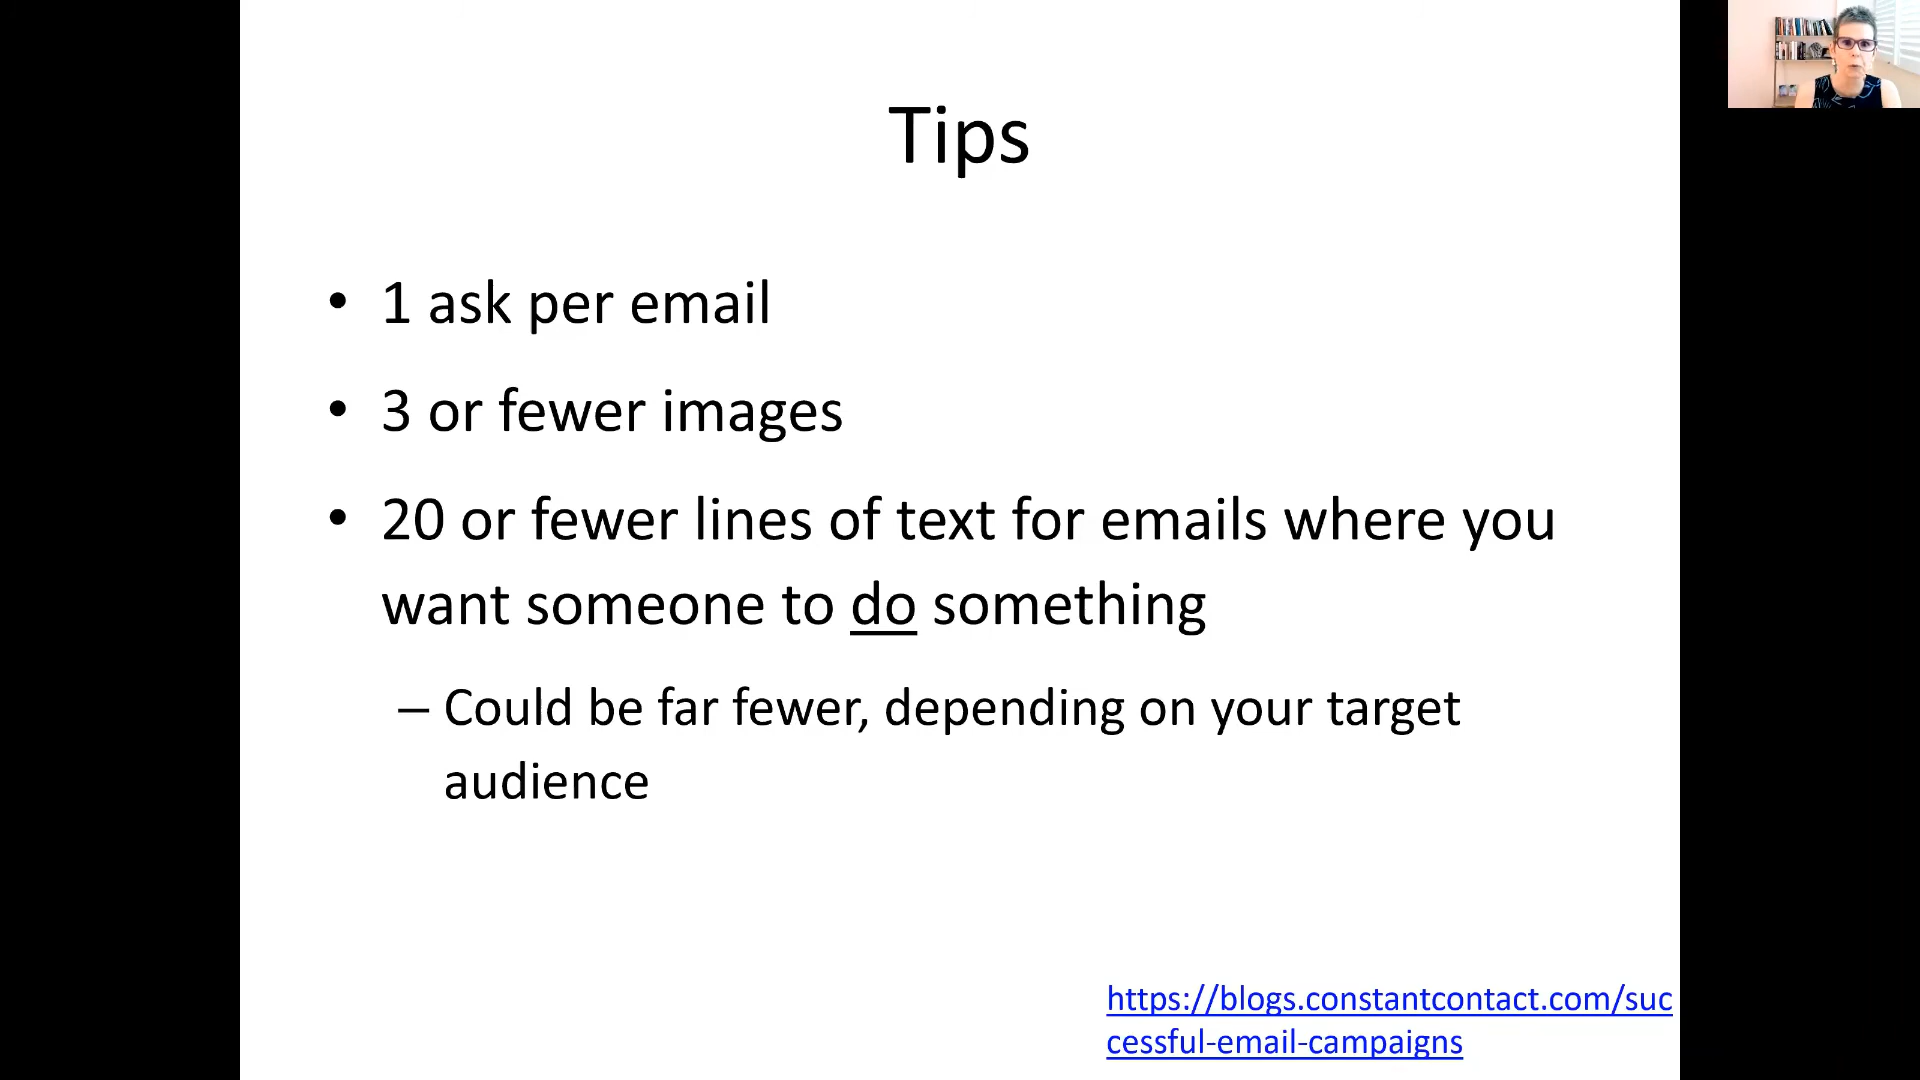 Tips
• 1 ask per email
• 3 or fewer images
• 20 or fewer lines of text for emails where you
want someone to do something
– Could be far fewer, depending on your target
audience
https://blogs.constantcontact.com/suc
cessful-email-campaigns